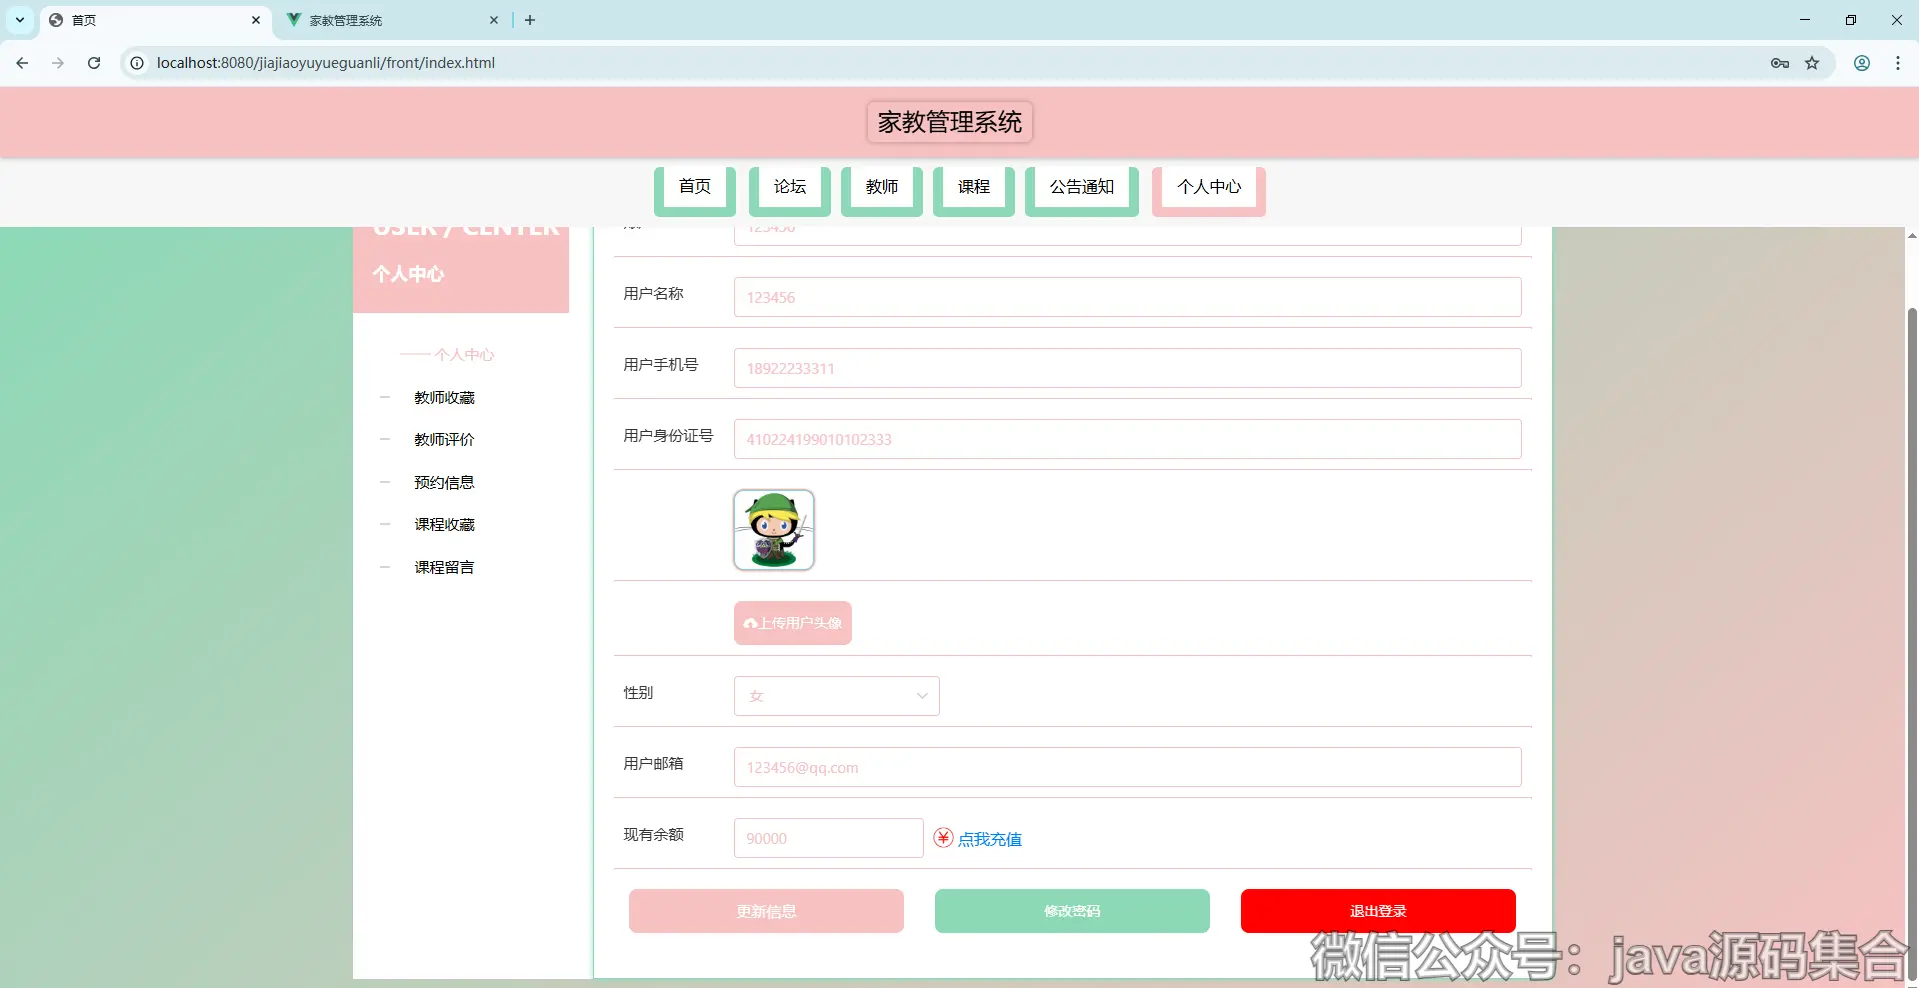 首页
家教管理系统
localhost:8080/jiajiaoyuyueguanli/front/index.html
家教管理系统
首页
论坛
教师
课程
公告通知
个人中心
USER / CENTER
个人中心
个人中心
教师收藏
教师评价
预约信息
课程收藏
课程留言
123456
用户名称
123456
用户手机号
18922233311
用户身份证号
410224199010102333
上传用户头像
性别
女
用户邮箱
123456@qq.com
现有余额
90000
点我充值
更新信息
修改密码
退出登录
微信公众号：java源码集合